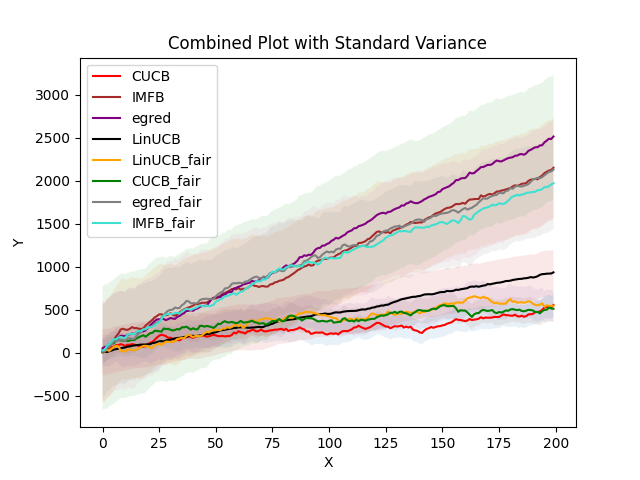 Combined Plot with Standard Variance
CUCB
IMFB
egred
LinUCB
LinUCB_fair
CUCB_fair
egred_fair
IMFB_fair
3000
2500
2000
1500
1000
500
0
−500
Y
0 25 50 75 100 125 150 175 200
X